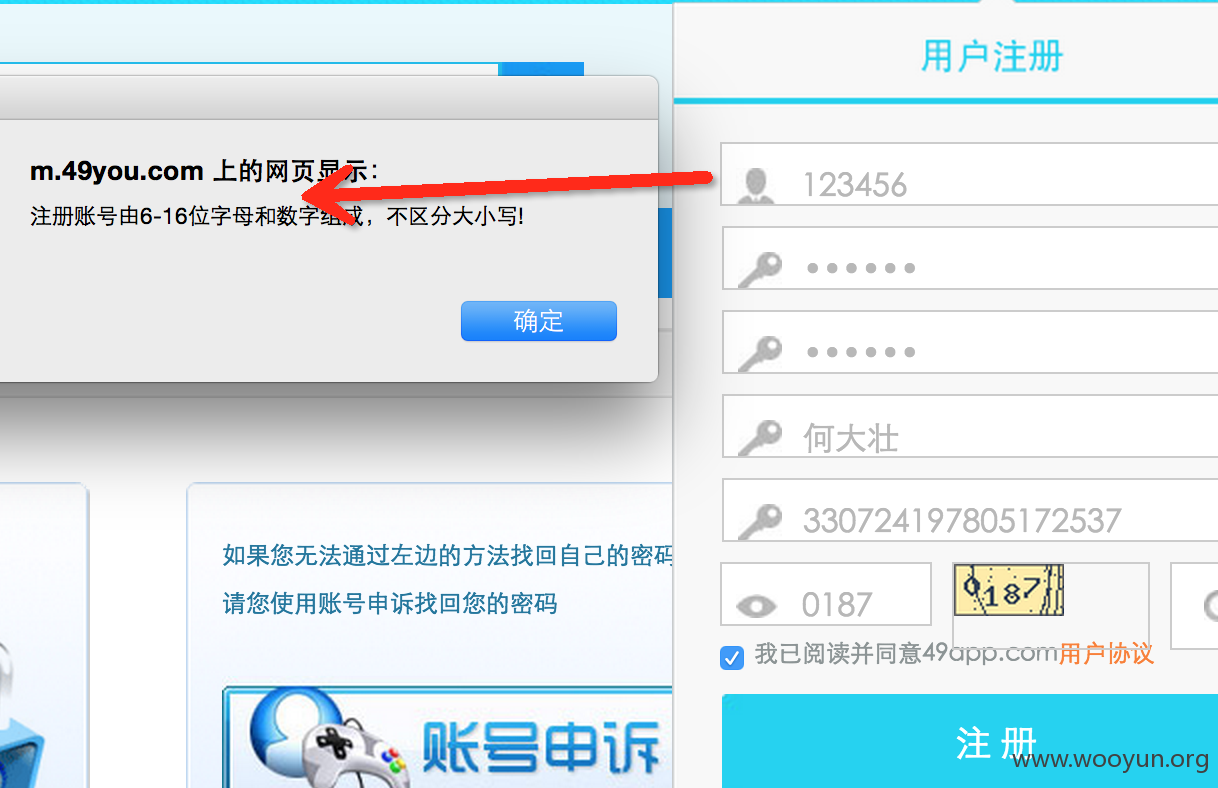 用户注册
m.49you.com 上的网页显示：
注册账号由6-16位字母和数字组成，不区分大小写!
确定
123456
••••••
••••••
何大壮
330724197805172537
0187
0187
我已阅读并同意49app.com用户协议
注 册
如果您无法通过左边的方法找回自己的密码
请您使用账号申诉找回您的密码
账号申诉
www.wooyun.org